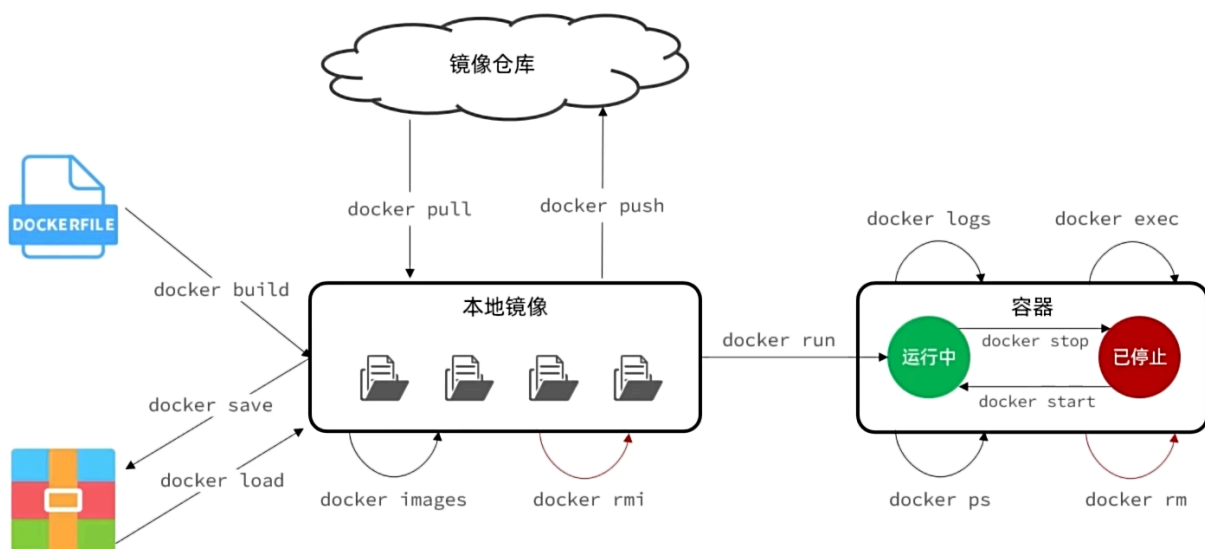 镜像仓库
docker pull
docker push
DOCKERFILE
docker build
docker logs
docker exec
本地镜像
容器
docker run
运行中
docker stop
已停止
docker start
docker save
docker load
docker images
docker rmi
docker ps
docker rm